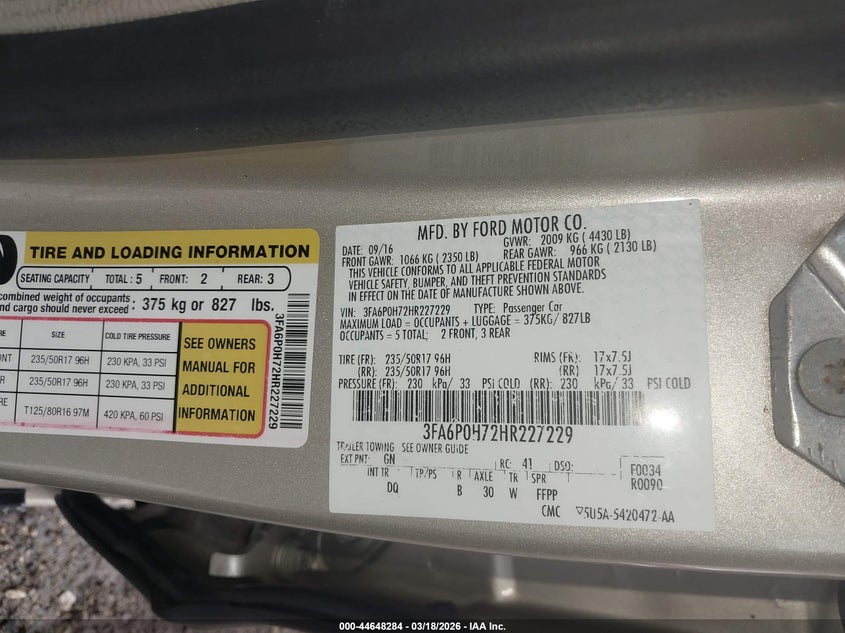 TIRE AND LOADING INFORMATION
SEATING CAPACITY TOTAL : 5 FRONT: 2 REAR: 3
combined weight of occupants
and cargo should never exceed : 375 kg or 827 lbs.
SIZE COLD TIRE PRESSURE
235/50R17 96H 230 KPA, 33 PSI
235/50R17 96H 230 KPA, 33 PSI
T125/80R16 97M 420 KPA, 60 PSI
SEE OWNERS
MANUAL FOR
ADDITIONAL
INFORMATION
3FA6P0H72HR227229
MFD. BY FORD MOTOR CO.
DATE: 09/16 GVWR: 2009 KG ( 4430 LB)
FRONT GAWR: 1066 KG ( 2350 LB) REAR GAWR: 966 KG ( 2130 LB)
THIS VEHICLE CONFORMS TO ALL APPLICABLE FEDERAL MOTOR
VEHICLE SAFETY, BUMPER, AND THEFT PREVENTION STANDARDS
IN EFFECT ON THE DATE OF MANUFACTURE SHOWN ABOVE.
VIN: 3FA6P0H72HR227229 TYPE: Passenger Car
MAXIMUM LOAD = OCCUPANTS + LUGGAGE = 375KG/ 827LB
OCCUPANTS = 5 TOTAL; 2 FRONT, 3 REAR
TIRE (FR): 235/50R17 96H RIMS (FR): 17x7.5J
(RR): 235/50R17 96H (RR) 17x7.5J
PRESSURE (FR): 230 kPa/ 33 PSI COLD (RR): 230 kPa/ 33 PSI COLD
3FA6P0H72HR227229
TRAILER TOWING SEE OWNER GUIDE
EXT PNT: GN RC: 41 DSO: F0034
INT TR TP/PS R AXLE TR SPR R0090
DQ B 30 W FFPP
CMC 5U5A-5420472-AA
000-44648284 - 03/18/2026 - IAA Inc.